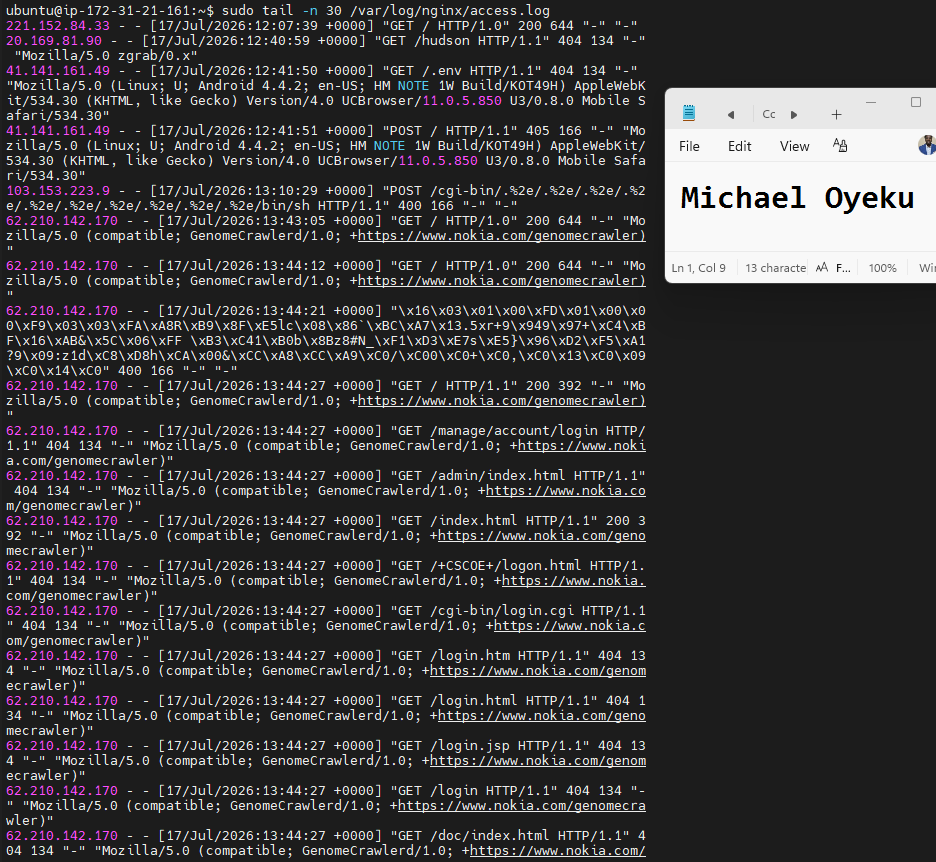 ubuntu@ip-172-31-21-161:~$ sudo tail -n 30 /var/log/nginx/access.log
221.152.84.33 - - [17/Jul/2026:12:07:39 +0000] "GET / HTTP/1.0" 200 644 "-" "-"
20.169.81.90 - - [17/Jul/2026:12:40:59 +0000] "GET /hudson HTTP/1.1" 404 134 "-"
 "Mozilla/5.0 zgrab/0.x"
41.141.161.49 - - [17/Jul/2026:12:41:50 +0000] "GET /.env HTTP/1.1" 404 134 "-"
"Mozilla/5.0 (Linux; U; Android 4.4.2; en-US; HM NOTE 1W Build/KOT49H) AppleWebK
it/534.30 (KHTML, like Gecko) Version/4.0 UCBrowser/11.0.5.850 U3/0.8.0 Mobile S
afari/534.30"
41.141.161.49 - - [17/Jul/2026:12:41:51 +0000] "POST / HTTP/1.1" 405 166 "-" "Mo
zilla/5.0 (Linux; U; Android 4.4.2; en-US; HM NOTE 1W Build/KOT49H) AppleWebKit/
534.30 (KHTML, like Gecko) Version/4.0 UCBrowser/11.0.5.850 U3/0.8.0 Mobile Safa
ri/534.30"
103.153.223.9 - - [17/Jul/2026:13:10:29 +0000] "POST /cgi-bin/.%2e/.%2e/.%2e/.%2
e/.%2e/.%2e/.%2e/.%2e/.%2e/.%2e/bin/sh HTTP/1.1" 400 166 "-" "-"
62.210.142.170 - - [17/Jul/2026:13:43:05 +0000] "GET / HTTP/1.0" 200 644 "-" "Mo
zilla/5.0 (compatible; GenomeCrawlerd/1.0; +https://www.nokia.com/genomecrawler)
"
62.210.142.170 - - [17/Jul/2026:13:44:12 +0000] "GET / HTTP/1.0" 200 644 "-" "Mo
zilla/5.0 (compatible; GenomeCrawlerd/1.0; +https://www.nokia.com/genomecrawler)
"
62.210.142.170 - - [17/Jul/2026:13:44:21 +0000] "\x16\x03\x01\x00\xFD\x01\x00\x0
0\xF9\x03\x03\xFA\xA8R\xB9\x8F\xE5lc\x08\x86`\xBC\xA7\x13.5xr+9\x949\x97+\xC4\xB
F\x16\xAB&\x5C\x06\xFF \xB3\xC41\xB0b\x8Bz8#N_\xF1\xD3\xE7s\xE5}\x96\xD2\xF5\xA1
?9\x09:z1d\xC8\xD8h\xCA\x00&\xCC\xA8\xCC\xA9\xC0/\xC00\xC0+\xC0,\xC0\x13\xC0\x09
\xC0\x14\xC0" 400 166 "-" "-"
62.210.142.170 - - [17/Jul/2026:13:44:27 +0000] "GET / HTTP/1.1" 200 392 "-" "Mo
zilla/5.0 (compatible; GenomeCrawlerd/1.0; +https://www.nokia.com/genomecrawler)
"
62.210.142.170 - - [17/Jul/2026:13:44:27 +0000] "GET /manage/account/login HTTP/
1.1" 404 134 "-" "Mozilla/5.0 (compatible; GenomeCrawlerd/1.0; +https://www.noki
a.com/genomecrawler)"
62.210.142.170 - - [17/Jul/2026:13:44:27 +0000] "GET /admin/index.html HTTP/1.1"
 404 134 "-" "Mozilla/5.0 (compatible; GenomeCrawlerd/1.0; +https://www.nokia.co
m/genomecrawler)"
62.210.142.170 - - [17/Jul/2026:13:44:27 +0000] "GET /index.html HTTP/1.1" 200 3
92 "-" "Mozilla/5.0 (compatible; GenomeCrawlerd/1.0; +https://www.nokia.com/geno
mecrawler)"
62.210.142.170 - - [17/Jul/2026:13:44:27 +0000] "GET /+CSCOE+/logon.html HTTP/1.
1" 404 134 "-" "Mozilla/5.0 (compatible; GenomeCrawlerd/1.0; +https://www.nokia.
com/genomecrawler)"
62.210.142.170 - - [17/Jul/2026:13:44:27 +0000] "GET /cgi-bin/login.cgi HTTP/1.1
" 404 134 "-" "Mozilla/5.0 (compatible; GenomeCrawlerd/1.0; +https://www.nokia.c
om/genomecrawler)"
62.210.142.170 - - [17/Jul/2026:13:44:27 +0000] "GET /login.htm HTTP/1.1" 404 13
4 "-" "Mozilla/5.0 (compatible; GenomeCrawlerd/1.0; +https://www.nokia.com/genom
ecrawler)"
62.210.142.170 - - [17/Jul/2026:13:44:27 +0000] "GET /login.html HTTP/1.1" 404 1
34 "-" "Mozilla/5.0 (compatible; GenomeCrawlerd/1.0; +https://www.nokia.com/geno
mecrawler)"
62.210.142.170 - - [17/Jul/2026:13:44:27 +0000] "GET /login.jsp HTTP/1.1" 404 13
4 "-" "Mozilla/5.0 (compatible; GenomeCrawlerd/1.0; +https://www.nokia.com/genom
ecrawler)"
62.210.142.170 - - [17/Jul/2026:13:44:27 +0000] "GET /login HTTP/1.1" 404 134 "-
" "Mozilla/5.0 (compatible; GenomeCrawlerd/1.0; +https://www.nokia.com/genomecra
wler)"
62.210.142.170 - - [17/Jul/2026:13:44:27 +0000] "GET /doc/index.html HTTP/1.1" 4
04 134 "-" "Mozilla/5.0 (compatible; GenomeCrawlerd/1.0; +https://www.nokia.com/
Cc
File Edit View
Michael Oyeku
Ln 1, Col 9 13 characte F... 100% Win